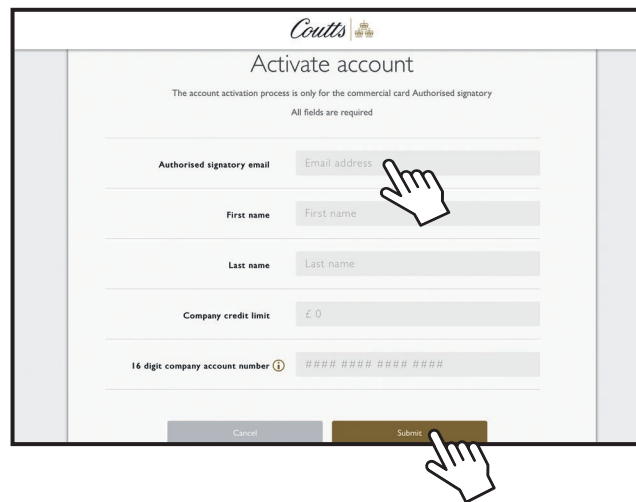 Coutts
Activate account
The account activation process is only for the commercial card Authorised signatory
All fields are required
Authorised signatory email Email address
First name First name
Last name Last name
Company credit limit £ 0
16 digit company account number i #### #### #### ####
Cancel Submit